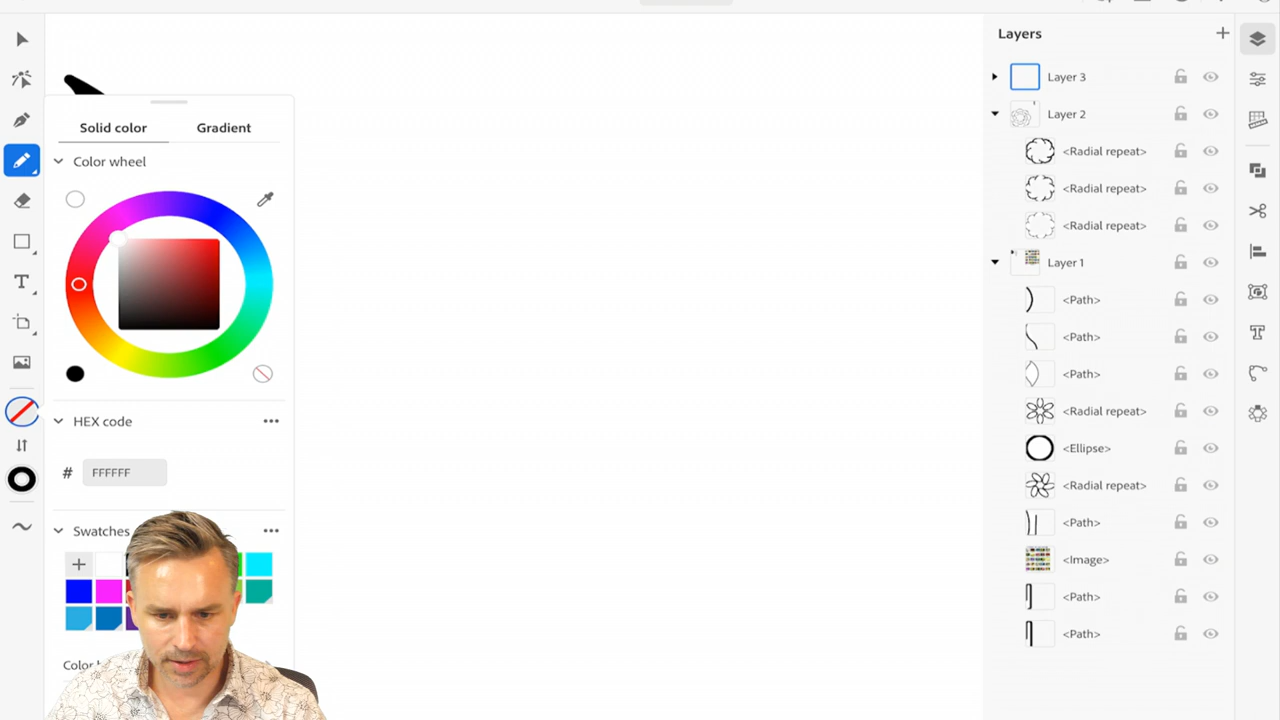 Solid color
Gradient
Color wheel
HEX code
# FFFFFF
Swatches
Color
Layers
Layer 3
Layer 2
<Radial repeat>
<Radial repeat>
<Radial repeat>
Layer 1
<Path>
<Path>
<Path>
<Radial repeat>
<Ellipse>
<Radial repeat>
<Path>
<Image>
<Path>
<Path>